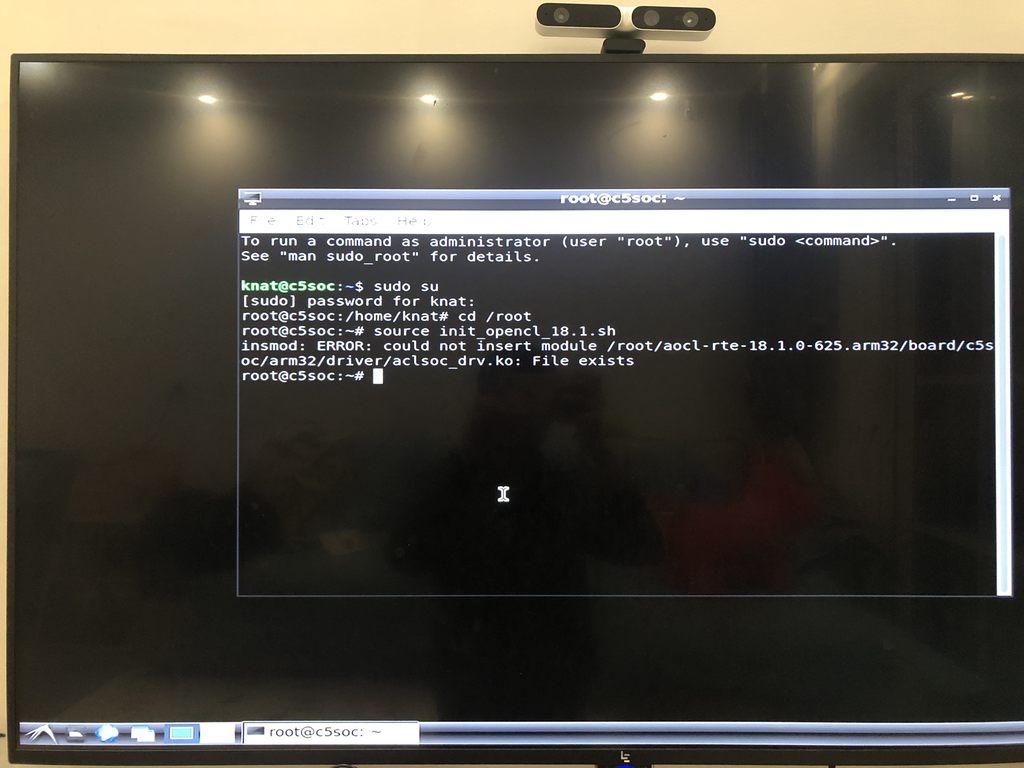 root@c5soc: ~
File Edit Tabs Help
To run a command as administrator (user "root"), use "sudo <command>".
See "man sudo_root" for details.
knat@c5soc:~$ sudo su
[sudo] password for knat:
root@c5soc:/home/knat# cd /root
root@c5soc:~# source init_opencl_18.1.sh
insmod: ERROR: could not insert module /root/aocl-rte-18.1.0-625.arm32/board/c5s
oc/arm32/driver/aclsoc_drv.ko: File exists
root@c5soc:~#
root@c5soc: ~